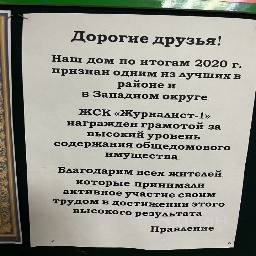 Дорогие друзья!
Наш дом по итогам 2020 г.
признан одним из лучших в
районе и
в Западном округе
ЖСК «Журналист-1»
награжден грамотой за
высокий уровень
содержания общедомового
имущества
Благодарим всех жителей
которые принимали
активное участие своим
трудом в достижении этого
высокого результата
Правление